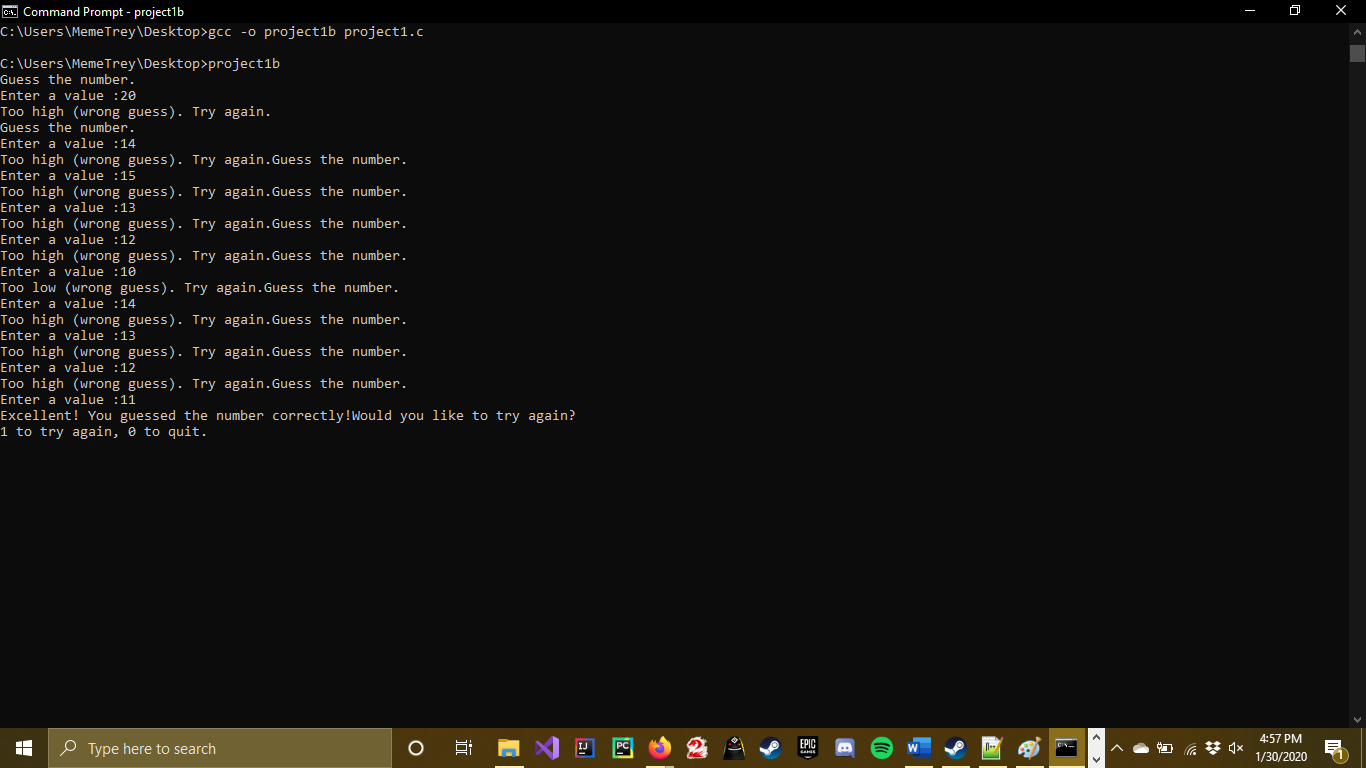 Command Prompt - project1b
C:\Users\MemeTrey\Desktop>gcc -o project1b project1.c
C:\Users\MemeTrey\Desktop>project1b
Guess the number.
Enter a value :20
Too high (wrong guess). Try again.
Guess the number.
Enter a value :14
Too high (wrong guess). Try again.Guess the number.
Enter a value :15
Too high (wrong guess). Try again.Guess the number.
Enter a value :13
Too high (wrong guess). Try again.Guess the number.
Enter a value :12
Too high (wrong guess). Try again.Guess the number.
Enter a value :10
Too low (wrong guess). Try again.Guess the number.
Enter a value :14
Too high (wrong guess). Try again.Guess the number.
Enter a value :13
Too high (wrong guess). Try again.Guess the number.
Enter a value :12
Too high (wrong guess). Try again.Guess the number.
Enter a value :11
Excellent! You guessed the number correctly!Would you like to try again?
1 to try again, 0 to quit.
Type here to search
IJ
PC
2
EPIC GAMES
W
4:57 PM
1/30/2020
1